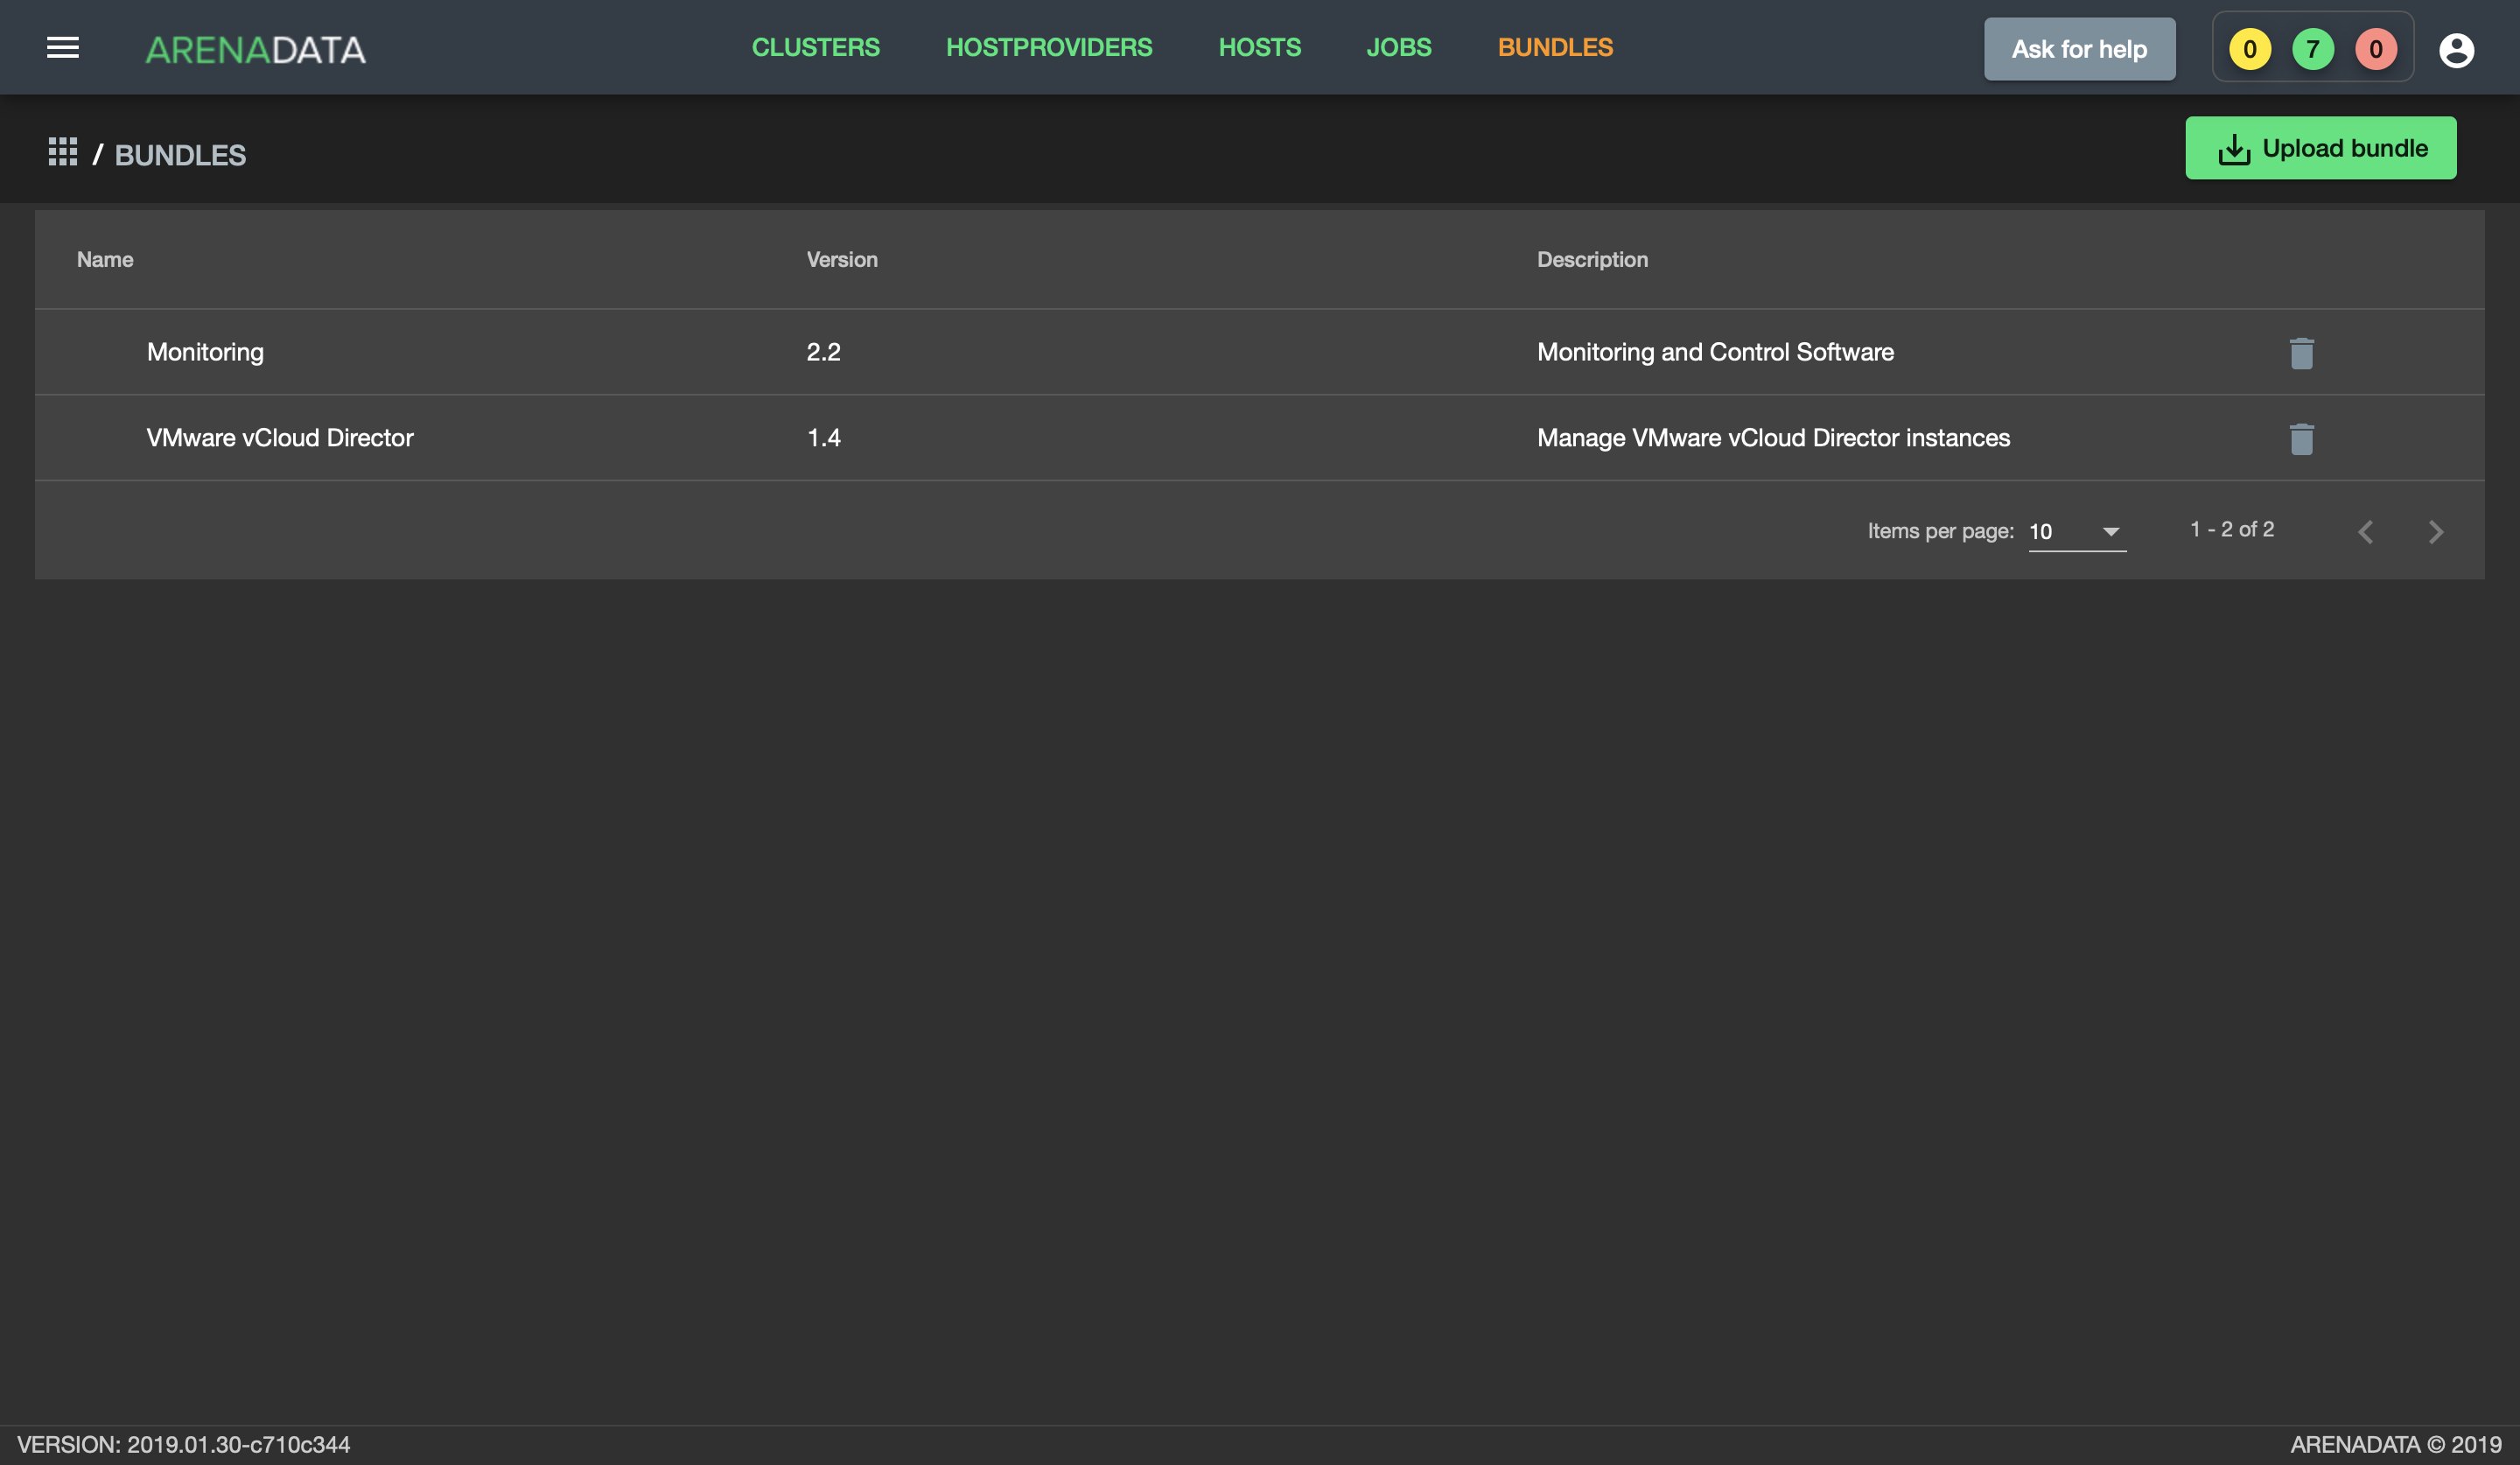 ARENADATA CLUSTERS HOSTPROVIDERS HOSTS JOBS BUNDLES Ask for help 0 7 0
/ BUNDLES Upload bundle
Name Version Description
Monitoring 2.2 Monitoring and Control Software
VMware vCloud Director 1.4 Manage VMware vCloud Director instances
Items per page: 10 1 - 2 of 2
VERSION: 2019.01.30-c710c344 ARENADATA © 2019